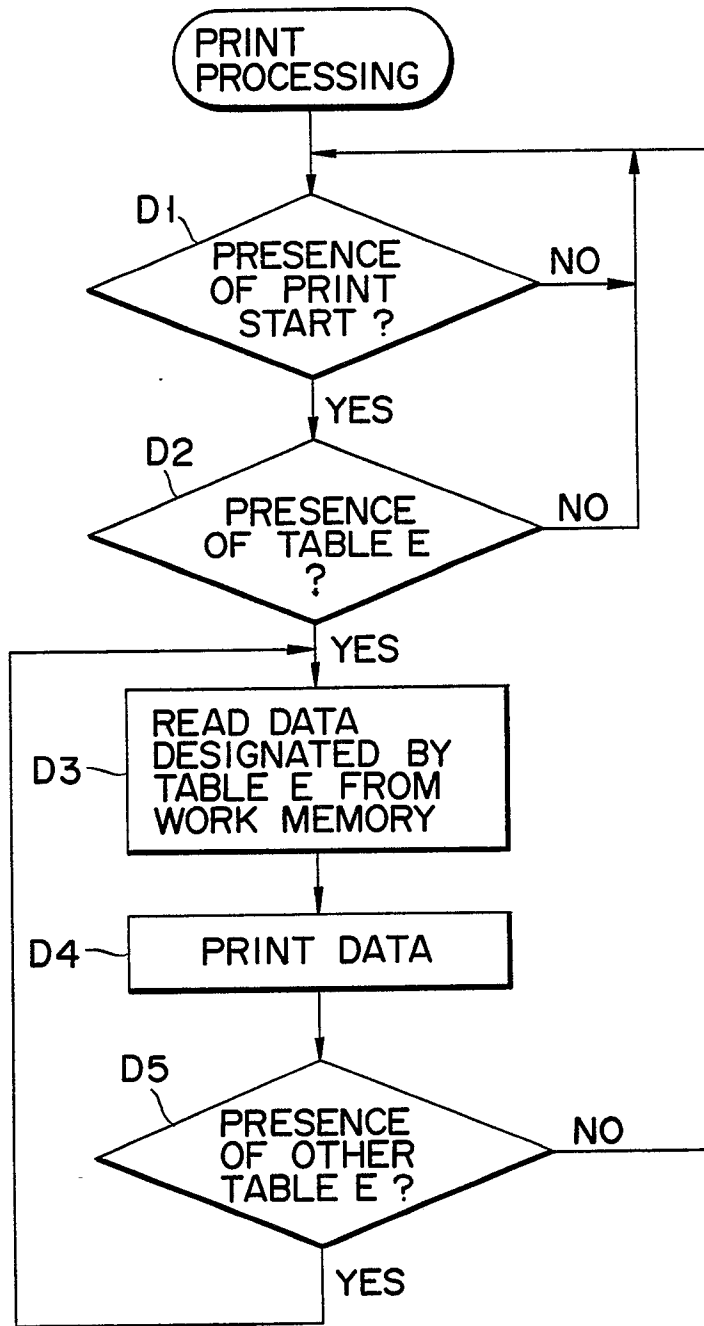 PRINT
PROCESSING
D1
PRESENCE
OF PRINT
START ?
NO
YES
D2
PRESENCE
OF TABLE E
?
NO
YES
D3
READ DATA
DESIGNATED BY
TABLE E FROM
WORK MEMORY
D4
PRINT DATA
D5
PRESENCE
OF OTHER
TABLE E ?
NO
YES